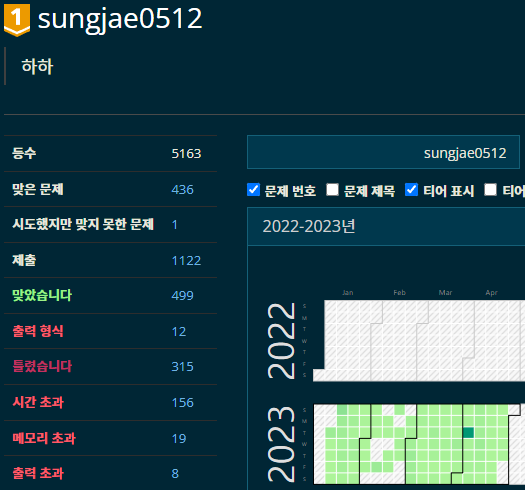 1 sungjae0512
하하
등수 5163
맞은 문제 436
시도했지만 맞지 못한 문제 1
제출 1122
맞았습니다 499
출력 형식 12
틀렸습니다 315
시간 초과 156
메모리 초과 19
출력 초과 8
sungjae0512
문제 번호 문제 제목 티어 표시 티어
2022-2023년
Jan Feb Mar Apr
2022
S
M
T
W
T
F
S
2023
S
M
T
W
T
F
S